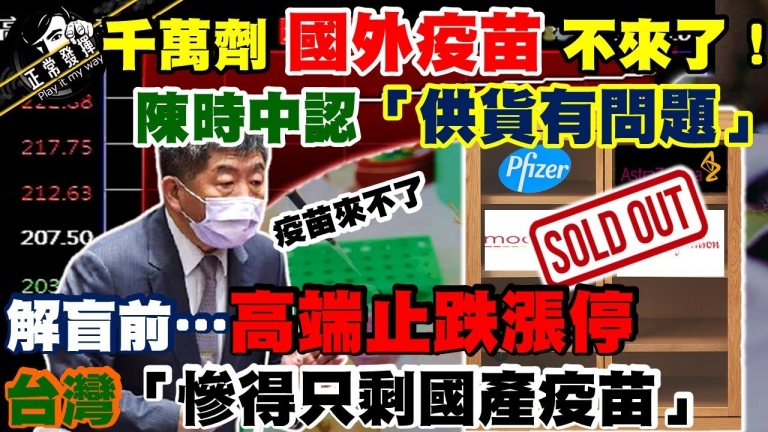 正常發揮
Play it my way
千萬劑 國外疫苗 不來了！
陳時中認「供貨有問題」
217.75
212.63
207.50
203
疫苗來不了
Pfizer
AstraZ
SOLD OUT
解盲前…高端止跌漲停
台灣「慘得只剩國產疫苗」